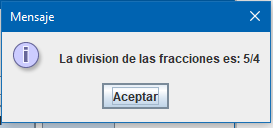 Mensaje
La division de las fracciones es: 5/4
Aceptar